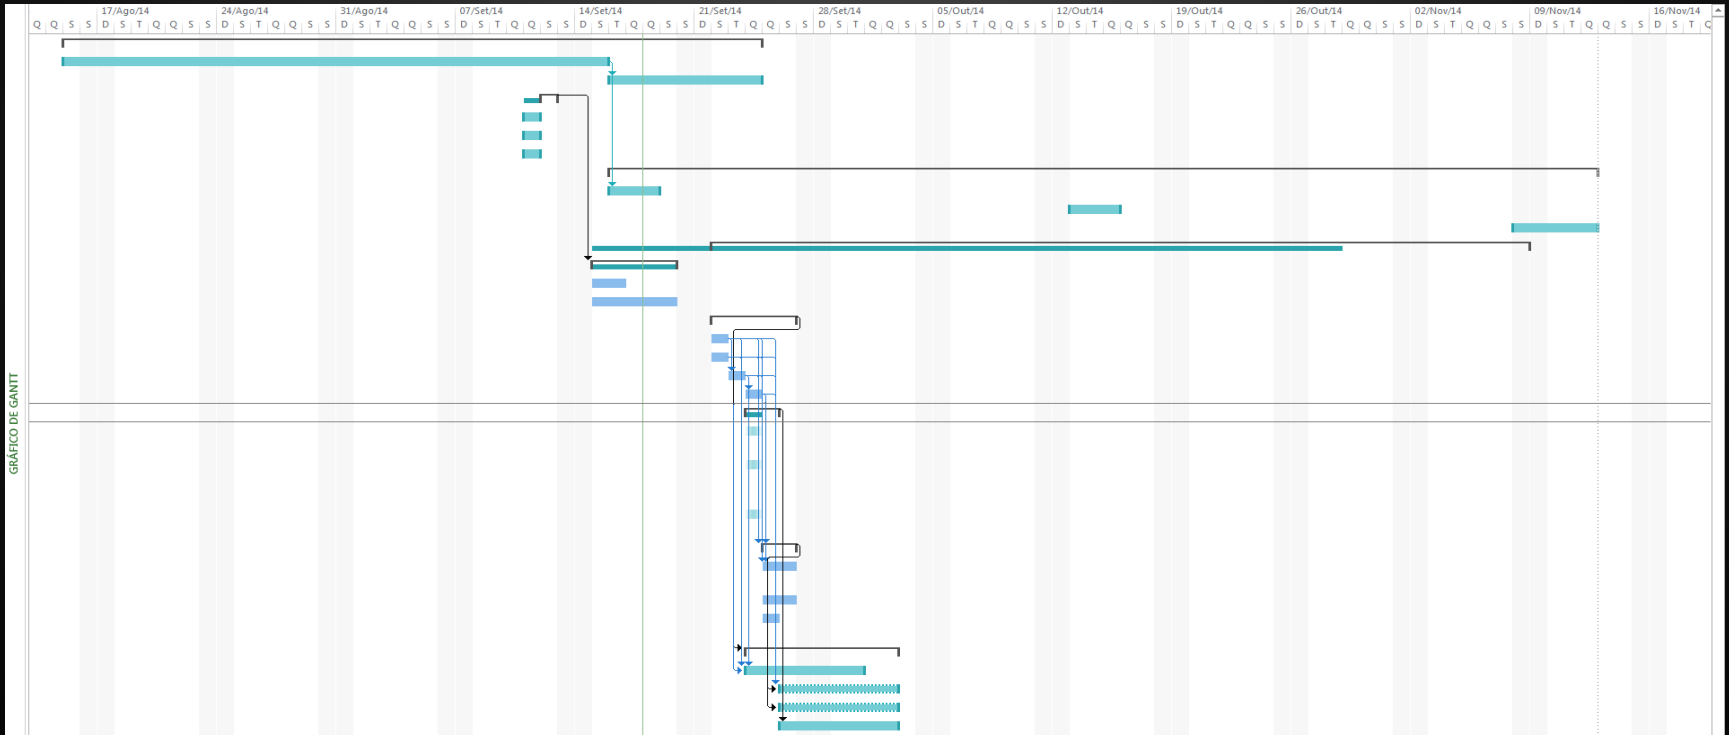 17/Ago/14 24/Ago/14 31/Ago/14 07/Set/14 14/Set/14 21/Set/14 28/Set/14 05/Out/14 12/Out/14 19/Out/14 26/Out/14 02/Nov/14 09/Nov/14 16/Nov/14
Q Q S S D S T Q Q S S D S T Q Q S S D S T Q Q S S D S T Q Q S S D S T Q Q S S D S T Q Q S S D S T Q Q S S D S T Q Q S S D S T Q Q S S D S T Q Q S S D S T Q Q S S D S T Q Q S S D S T Q Q S S D S T Q
GRÁFICO DE GANTT